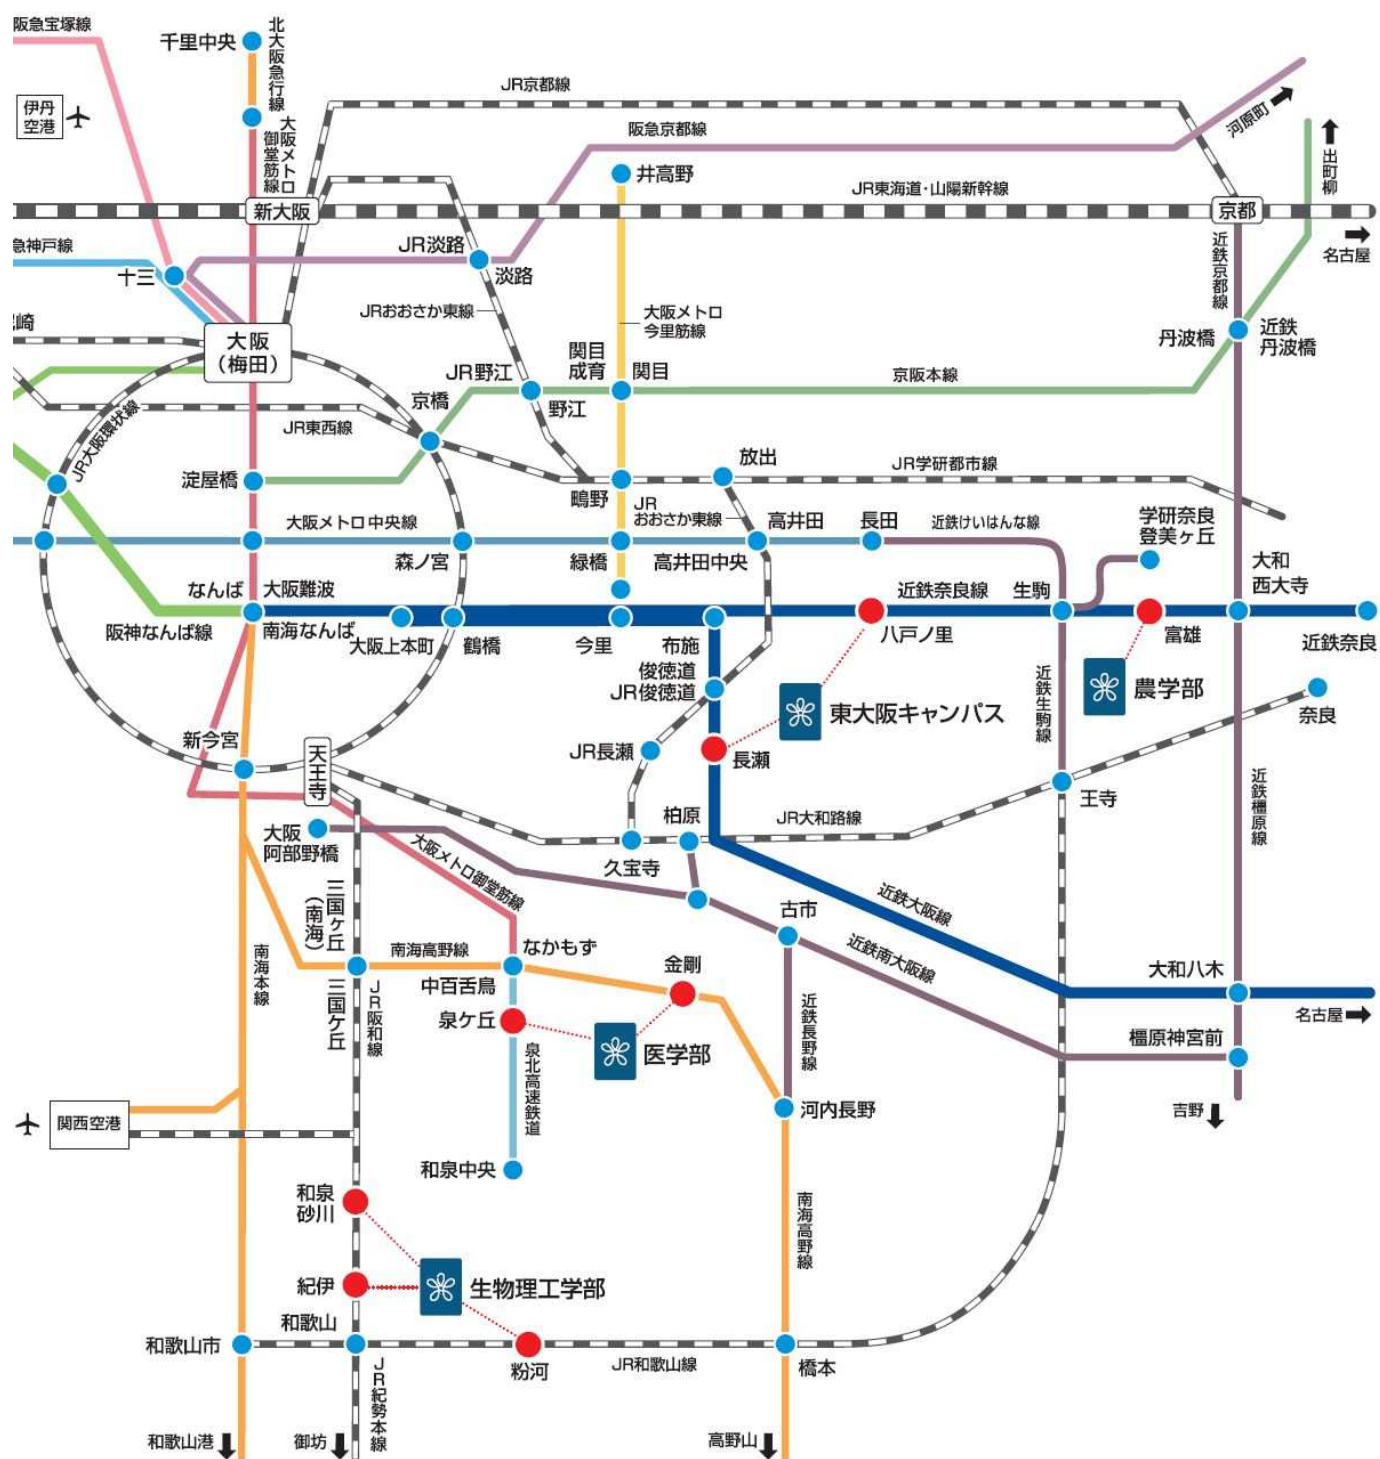 阪急宝塚線
千里中央
北大阪急行線
伊丹
空港
大阪メトロ
御堂筋線
JR京都線
阪急京都線
河原町
出町柳
井高野
JR東海道・山陽新幹線
新大阪
京都
名古屋
急神戸線
十三
JR淡路
淡路
近鉄京都線
JRおおさか東線
大阪メトロ
今里筋線
崎
大阪
(梅田)
丹波橋
近鉄
丹波橋
関目
成育
関目
JR野江
野江
京阪本線
京橋
JR大阪環状線
JR東西線
淀屋橋
放出
JR学研都市線
鴫野
JR
おおさか東線
大阪メトロ中央線
高井田
長田
近鉄けいはんな線
学研奈良
登美ヶ丘
森ノ宮
緑橋
高井田中央
大和
西大寺
なんば
大阪難波
近鉄奈良線
生駒
阪神なんば線
南海なんば
大阪上本町
鶴橋
今里
布施
八戸ノ里
富雄
近鉄奈良
俊徳道
JR俊徳道
近鉄生駒線
農学部
東大阪キャンパス
奈良
新今宮
天王寺
JR長瀬
長瀬
王寺
近鉄橿原線
柏原
JR大和路線
大阪
阿部野橋
大阪メトロ御堂筋線
久宝寺
三国ヶ丘
(南海)
近鉄大阪線
古市
近鉄南大阪線
南海本線
南海高野線
なかもず
金剛
大和八木
中百舌鳥
三国ケ丘
JR阪和線
泉ケ丘
医学部
近鉄長野線
名古屋
橿原神宮前
泉北高速鉄道
関西空港
河内長野
吉野
和泉中央
和泉
砂川
南海高野線
紀伊
生物理工学部
和歌山
和歌山市
粉河
JR和歌山線
橋本
JR紀勢本線
和歌山港
御坊
高野山